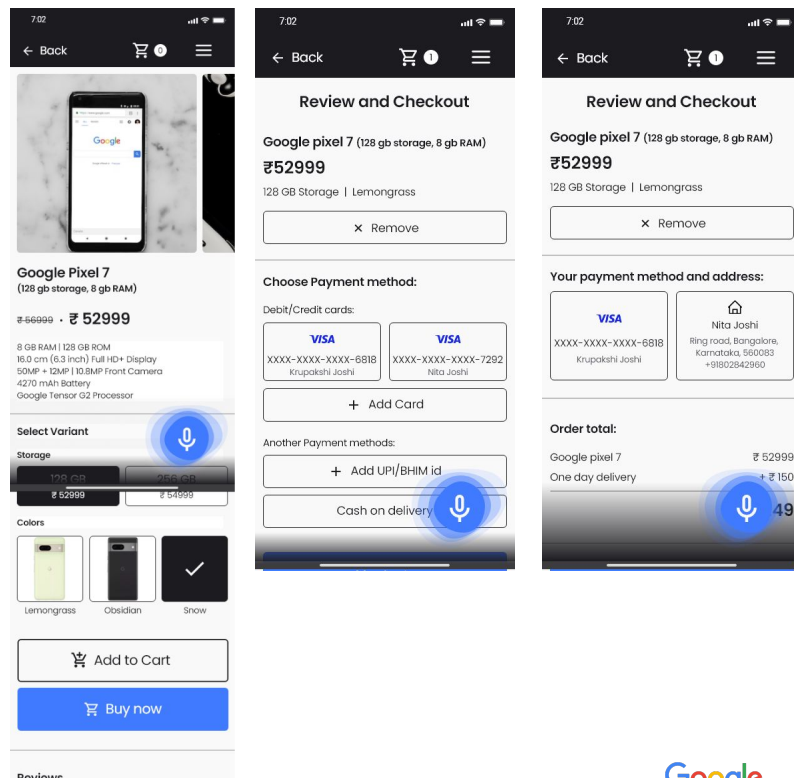 7:02
← Back
0
Google
Google Pixel 7
(128 gb storage, 8 gb RAM)
₹ 56999 · ₹ 52999
8 GB RAM | 128 GB ROM
16.0 cm (6.3 inch) Full HD+ Display
50MP + 12MP | 10.8MP Front Camera
4270 mAh Battery
Google Tensor G2 Processor
Select Variant
Storage
128 GB 256 GB
₹ 52999 ₹ 54999
Colors
Lemongrass Obsidian Snow
Add to Cart
Buy now
Reviews
7:02
← Back
1
Review and Checkout
Google pixel 7 (128 gb storage, 8 gb RAM)
₹52999
128 GB Storage | Lemongrass
× Remove
Choose Payment method:
Debit/Credit cards:
VISA VISA
XXXX-XXXX-XXXX-6818 XXXX-XXXX-XXXX-7292
Krupakshi Joshi Nita Joshi
+ Add Card
Another Payment methods:
+ Add UPI/BHIM id
Cash on delivery
7:02
← Back
1
Review and Checkout
Google pixel 7 (128 gb storage, 8 gb RAM)
₹52999
128 GB Storage | Lemongrass
× Remove
Your payment method and address:
VISA
XXXX-XXXX-XXXX-6818
Krupakshi Joshi
Nita Joshi
Ring road, Bangalore,
Karnataka, 560083
+91802842960
Order total:
Google pixel 7 ₹ 52999
One day delivery + ₹ 150
49
Google